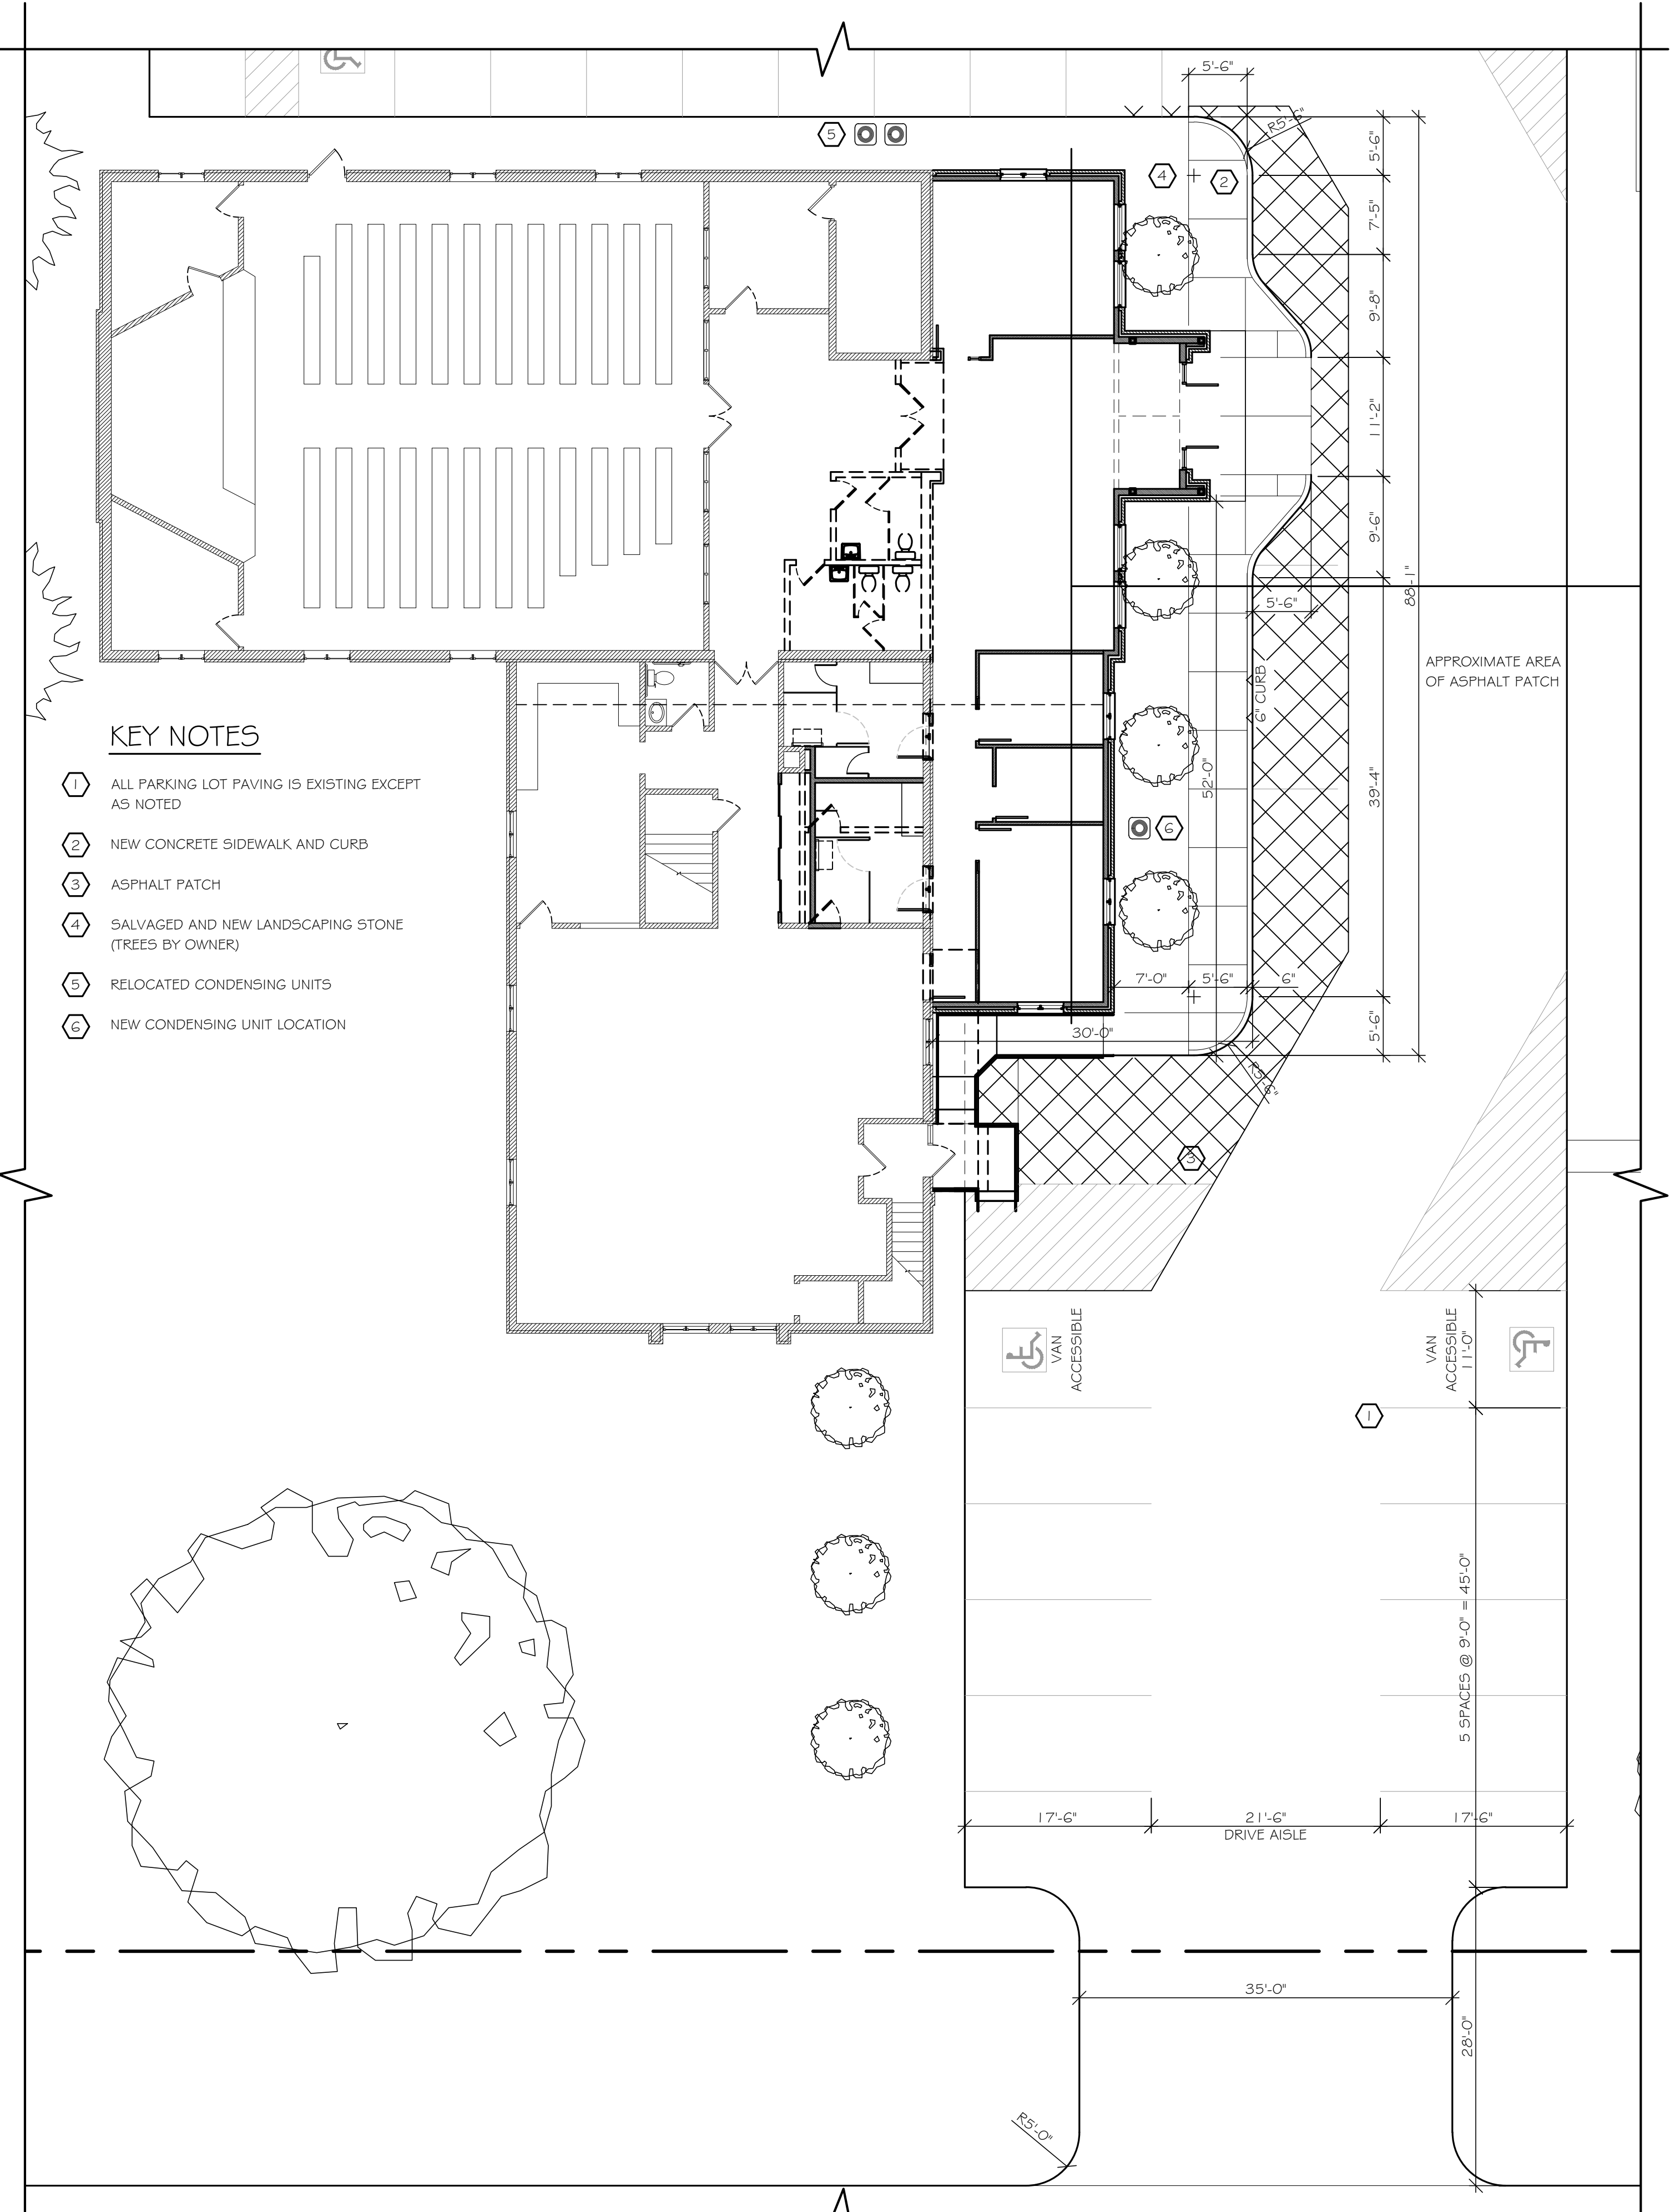 5'-6"
R5'-6"
5
4
2
5'-6"
7'-5"
9'-8"
11'-2"
9'-6"
88'-1"
5'-6"
6" CURB
APPROXIMATE AREA
OF ASPHALT PATCH
KEY NOTES
1 ALL PARKING LOT PAVING IS EXISTING EXCEPT
AS NOTED
2 NEW CONCRETE SIDEWALK AND CURB
3 ASPHALT PATCH
4 SALVAGED AND NEW LANDSCAPING STONE
(TREES BY OWNER)
5 RELOCATED CONDENSING UNITS
6 NEW CONDENSING UNIT LOCATION
52'-0"
39'-4"
6
7'-0"
5'-6"
6"
30'-0"
5'-6"
R5'-6"
3
VAN
ACCESSIBLE
VAN
ACCESSIBLE
11'-0"
1
5 SPACES @ 9'-0" = 45'-0"
17'-6"
21'-6"
DRIVE AISLE
17'-6"
35'-0"
28'-0"
R5'-0"